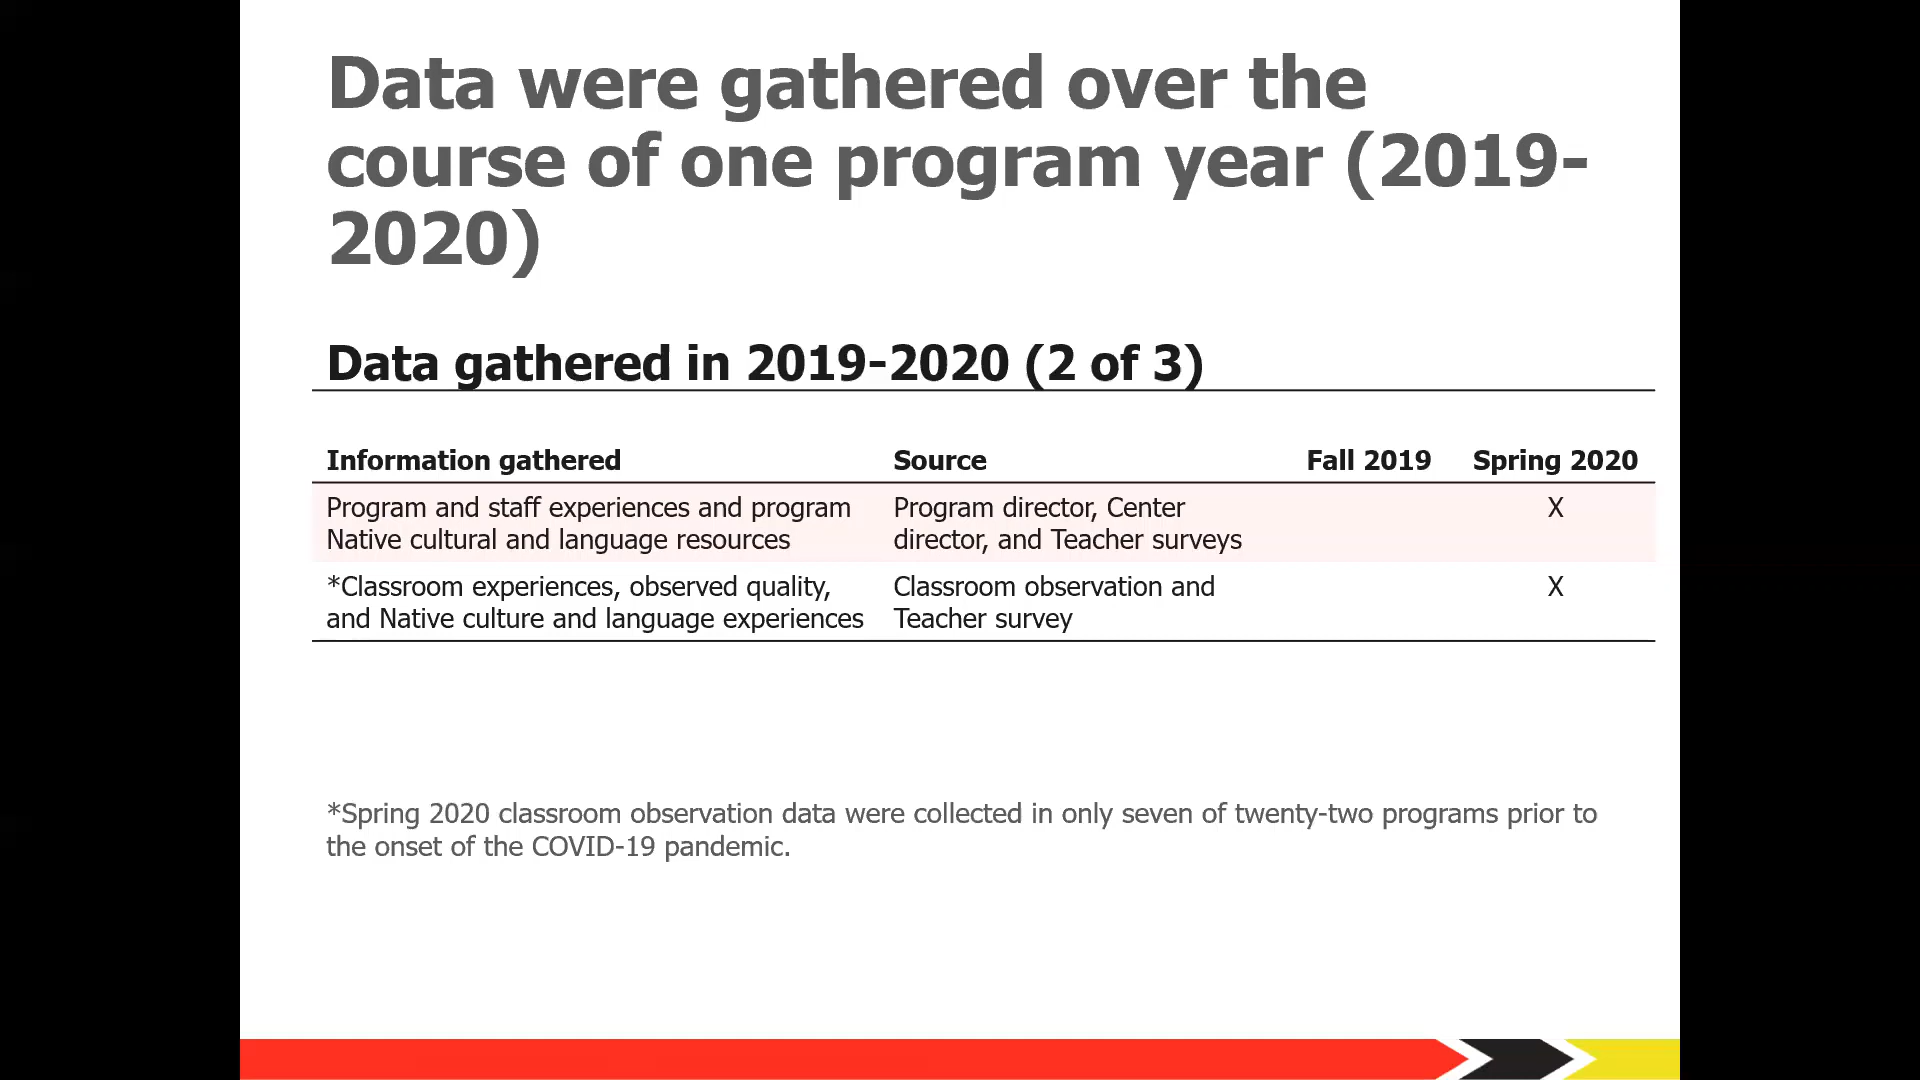 Data were gathered over the
course of one program year (2019-
2020)
Data gathered in 2019-2020 (2 of 3)
Information gathered Source Fall 2019 Spring 2020
Program and staff experiences and program Program director, Center X
Native cultural and language resources director, and Teacher surveys
*Classroom experiences, observed quality, Classroom observation and X
and Native culture and language experiences Teacher survey
*Spring 2020 classroom observation data were collected in only seven of twenty-two programs prior to
the onset of the COVID-19 pandemic.